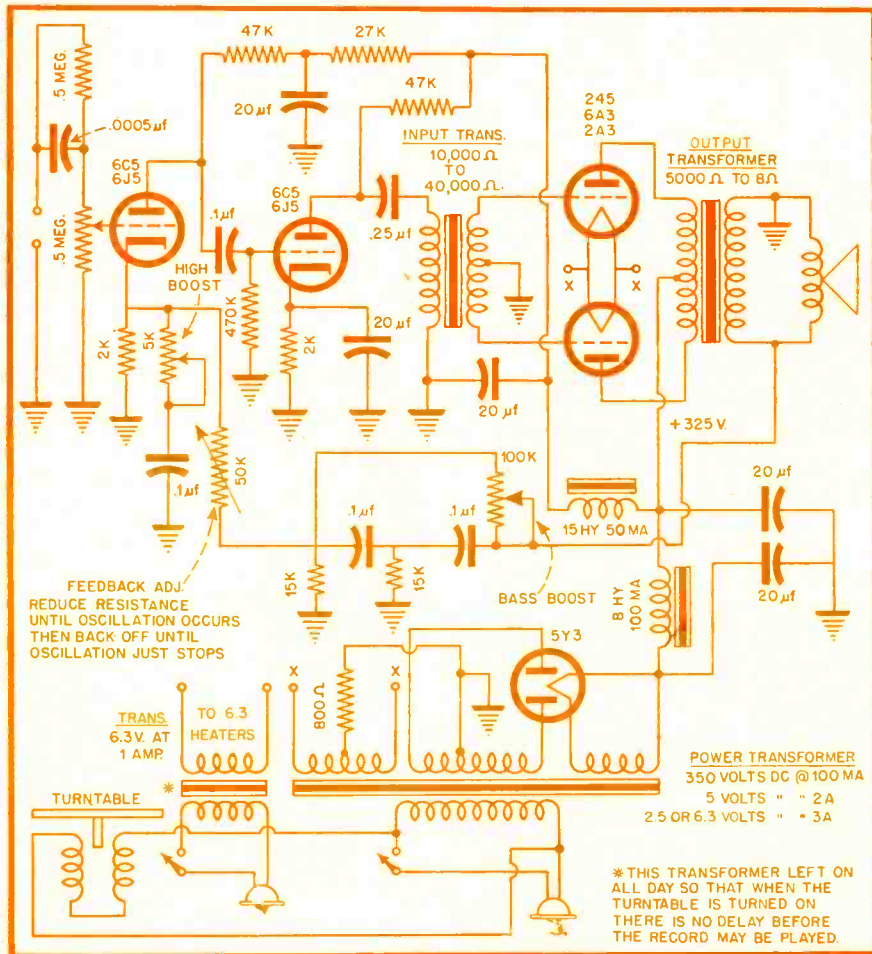 47K
27K
.5 MEG.
.0005µf
20µf
47K
INPUT TRANS.
10,000Ω
TO
40,000Ω.
245
6A3
2A3
OUTPUT
TRANSFORMER
5000Ω TO 8Ω
6C5
6J5
6C5
6J5
.5 MEG.
.1µf
.25µf
X
X
HIGH
BOOST
2K
5K
470K
2K
20µf
20µf
+325V.
.1µf
50K
100K
.1µf
.1µf
15HY 50MA
20µf
20µf
15K
15K
BASS BOOST
8 HY
100 MA
FEEDBACK ADJ.
REDUCE RESISTANCE
UNTIL OSCILLATION OCCURS
THEN BACK OFF UNTIL
OSCILLATION JUST STOPS
5Y3
X
X
800Ω
TRANS.
6.3V. AT
1 AMP.
TO 6.3
HEATERS
*
TURNTABLE
POWER TRANSFORMER
350 VOLTS DC @ 100 MA
5 VOLTS " " 2A
2.5 OR 6.3 VOLTS " " 3A
*THIS TRANSFORMER LEFT ON
ALL DAY SO THAT WHEN THE
TURNTABLE IS TURNED ON
THERE IS NO DELAY BEFORE
THE RECORD MAY BE PLAYED.